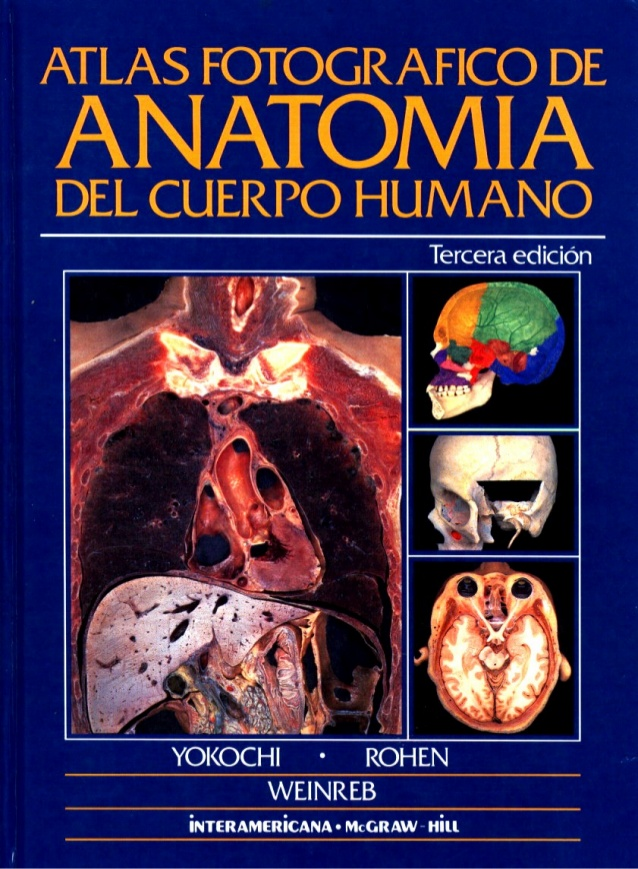 ATLAS FOTOGRAFICO DE
ANATOMIA
DEL CUERPO HUMANO
Tercera edición
YOKOCHI • ROHEN
WEINREB
iNTERAMERiCANA • McGRAW - HiLL